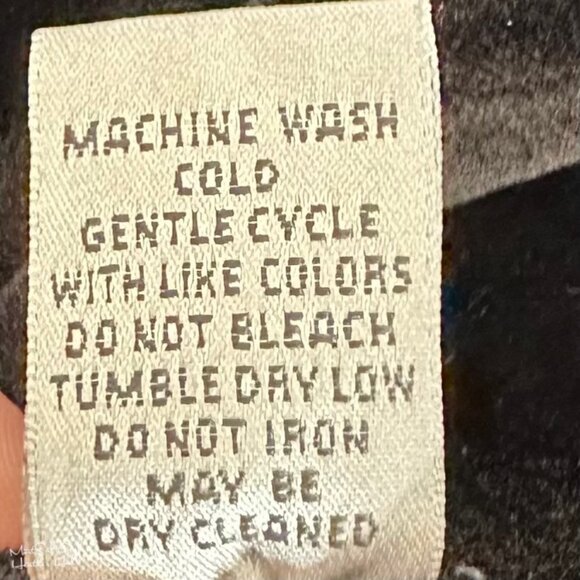 MACHINE WASH
COLD
GENTLE CYCLE
WITH LIKE COLORS
DO NOT BLEACH
TUMBLE DRY LOW
DO NOT IRON
MAY BE
DRY CLEANED